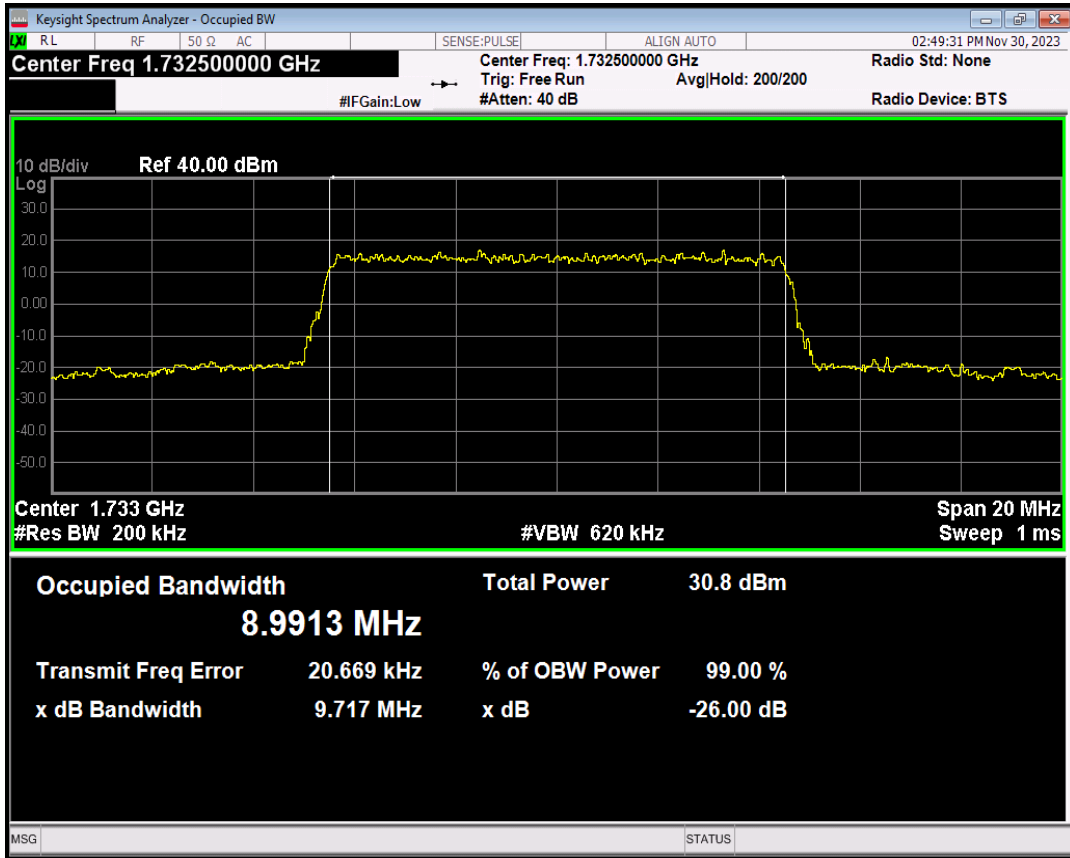 Keysight Spectrum Analyzer - Occupied BW
LXI RL RF 50 Ω AC SENSE:PULSE ALIGN AUTO 02:49:31 PM Nov 30, 2023
Center Freq 1.732500000 GHz Center Freq: 1.732500000 GHz Radio Std: None
Trig: Free Run Avg|Hold: 200/200
#IFGain:Low #Atten: 40 dB Radio Device: BTS
10 dB/div Ref 40.00 dBm
Log
30.0
20.0
10.0
0.00
-10.0
-20.0
-30.0
-40.0
-50.0
Center 1.733 GHz Span 20 MHz
#Res BW 200 kHz #VBW 620 kHz Sweep 1 ms
Occupied Bandwidth Total Power 30.8 dBm
8.9913 MHz
Transmit Freq Error 20.669 kHz % of OBW Power 99.00 %
x dB Bandwidth 9.717 MHz x dB -26.00 dB
MSG STATUS